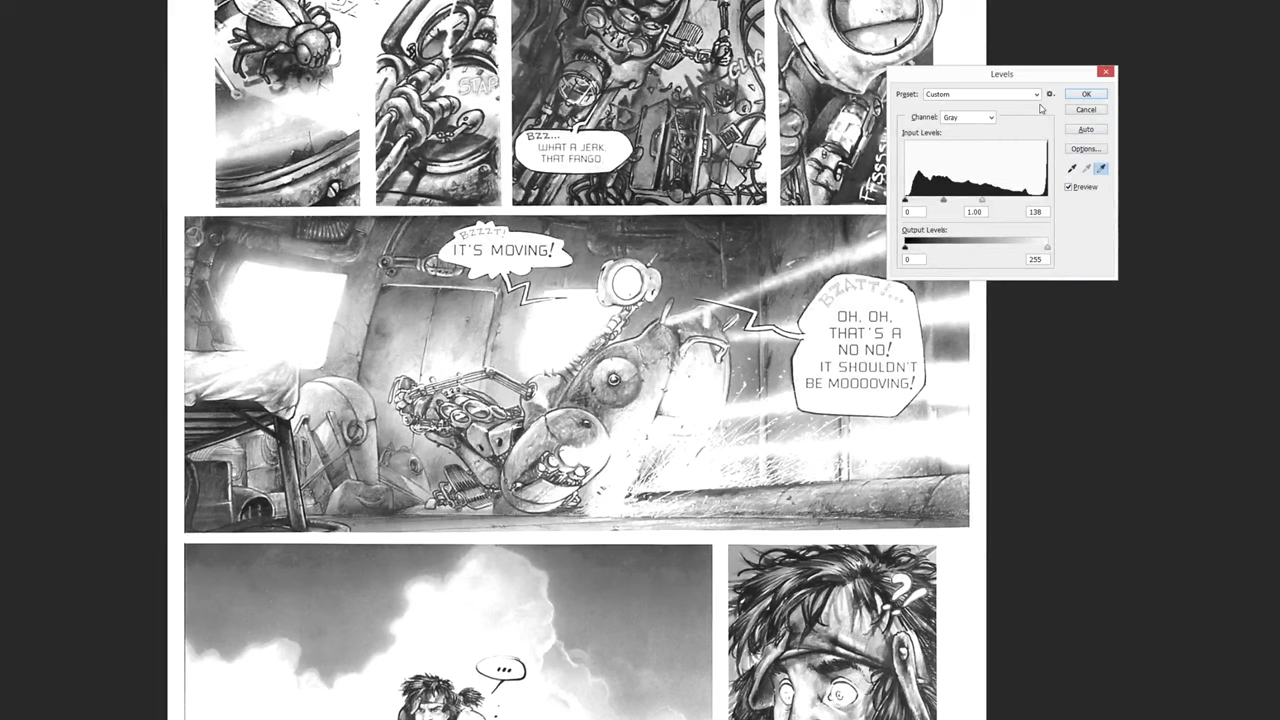 STAP
CLIC
BZZ...
WHAT A JERK,
THAT FANGO.
BZZZT!
IT'S MOVING!
BZATT!...
OH, OH,
THAT'S A
NO NO!
IT SHOULDN'T
BE MOOOOVING!
...
?!
Levels
Preset: Custom
OK
Channel: Gray
Cancel
Input Levels:
Auto
Options...
Preview
0 1.00 138
Output Levels:
0 255